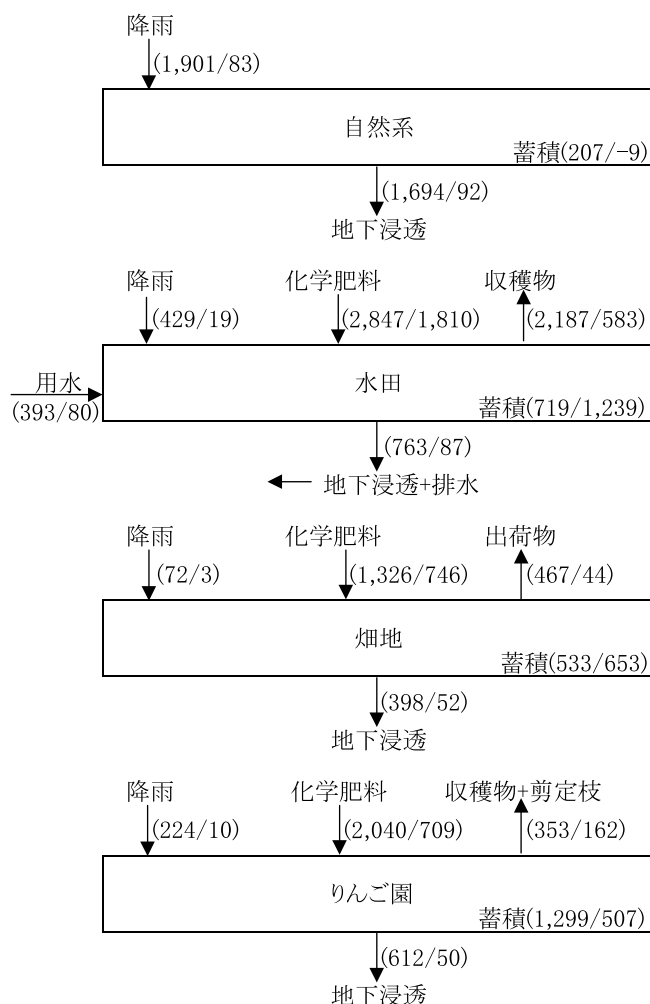 降雨
(1,901/83)
自然系
蓄積(207/-9)
(1,694/92)
地下浸透
降雨 化学肥料 収穫物
(429/19) (2,847/1,810) (2,187/583)
用水 水田
(393/80) 蓄積(719/1,239)
(763/87)
地下浸透+排水
降雨 化学肥料 出荷物
(72/3) (1,326/746) (467/44)
畑地
蓄積(533/653)
(398/52)
地下浸透
降雨 化学肥料 収穫物+剪定枝
(224/10) (2,040/709) (353/162)
りんご園
蓄積(1,299/507)
(612/50)
地下浸透